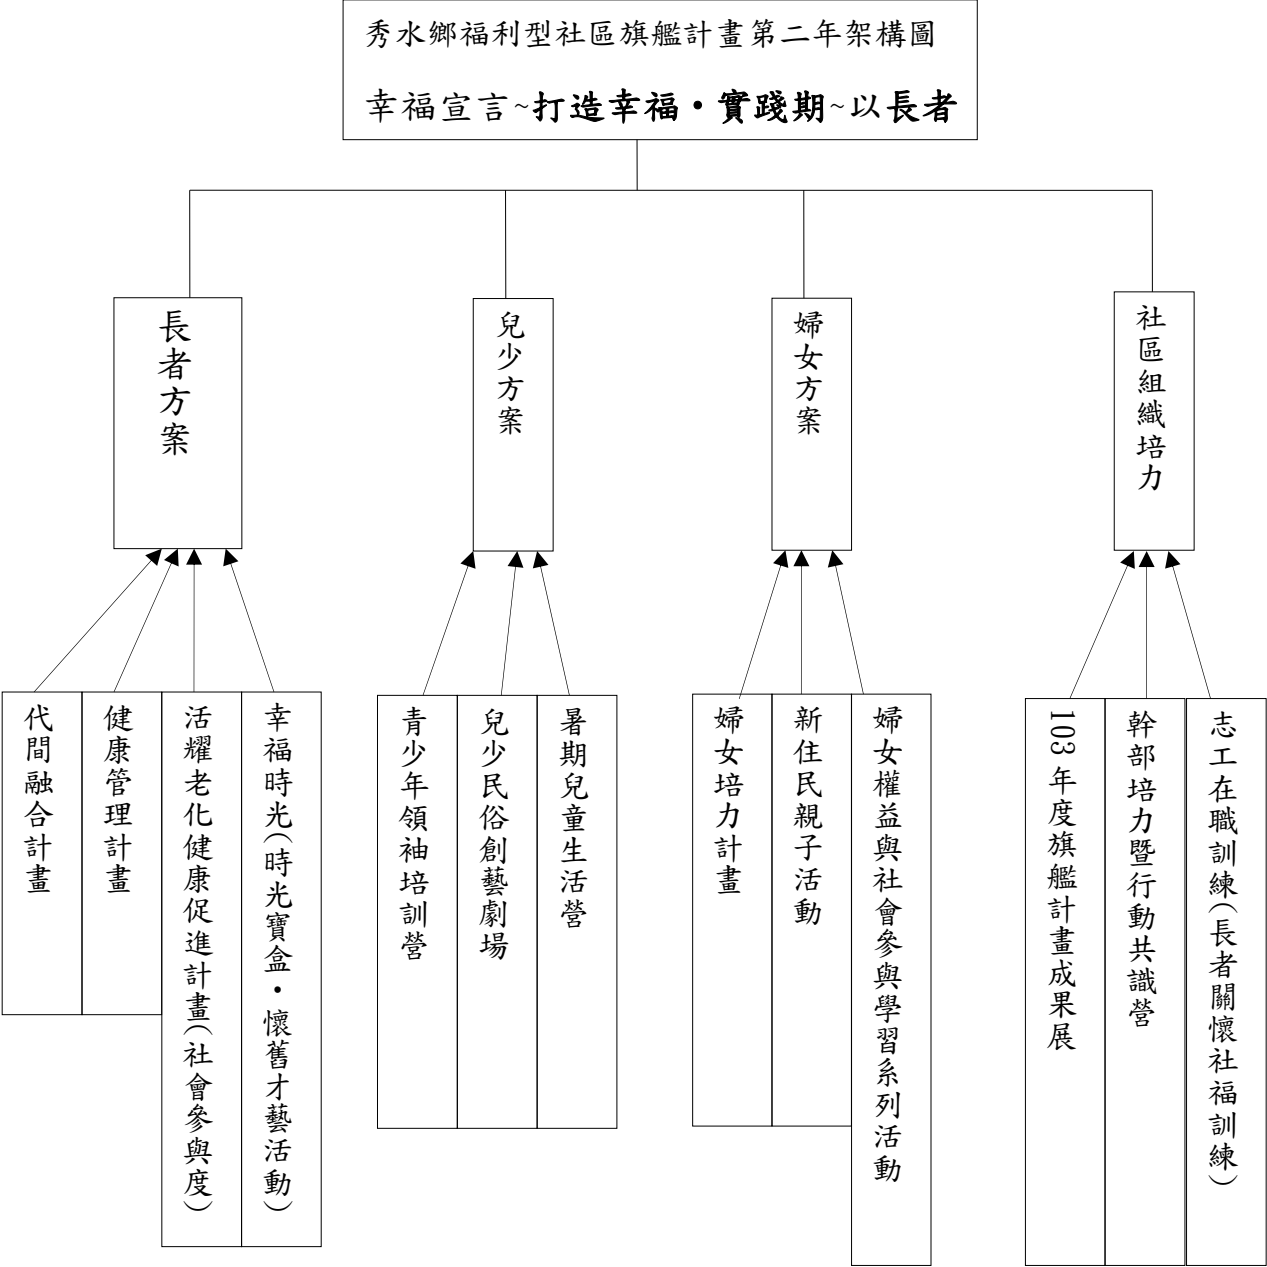 秀水鄉福利型社區旗艦計畫第二年架構圖
幸福宣言~打造幸福‧實踐期~以長者
長者方案
兒少方案
婦女方案
社區組織培力
代間融合計畫
健康管理計畫
活耀老化健康促進計畫(社會參與度)
幸福時光(時光寶盒‧懷舊才藝活動)
青少年領袖培訓營
兒少民俗創藝劇場
暑期兒童生活營
婦女培力計畫
新住民親子活動
婦女權益與社會參與學習系列活動
103 年度旗艦計畫成果展
幹部培力暨行動共識營
志工在職訓練(長者關懷社福訓練)